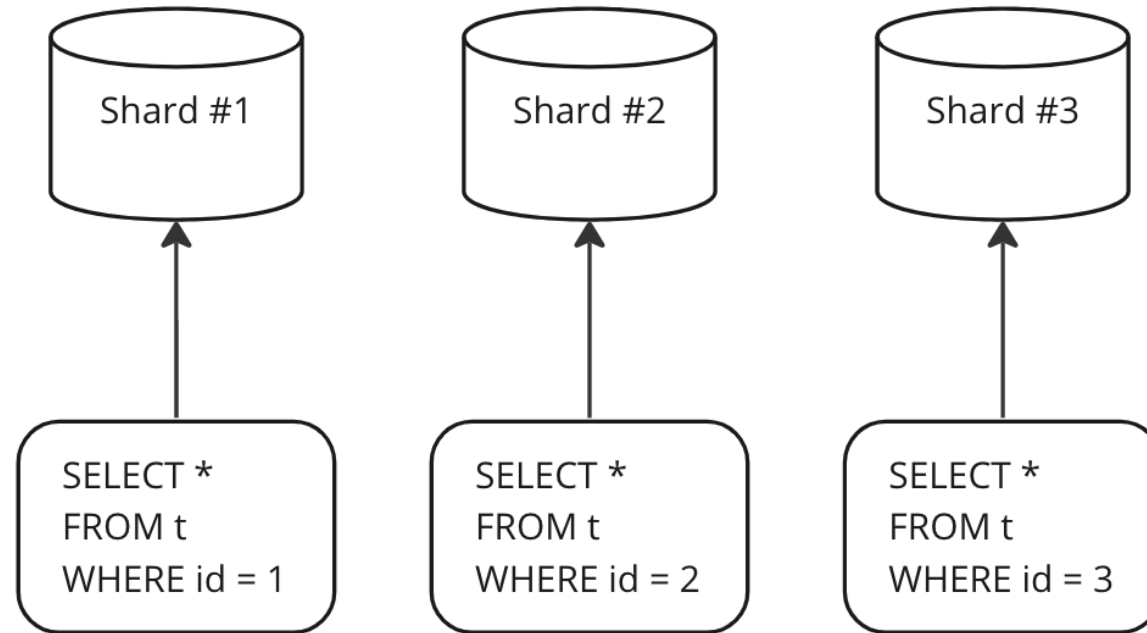 Shard #1
Shard #2
Shard #3
SELECT *
FROM t
WHERE id = 1
SELECT *
FROM t
WHERE id = 2
SELECT *
FROM t
WHERE id = 3